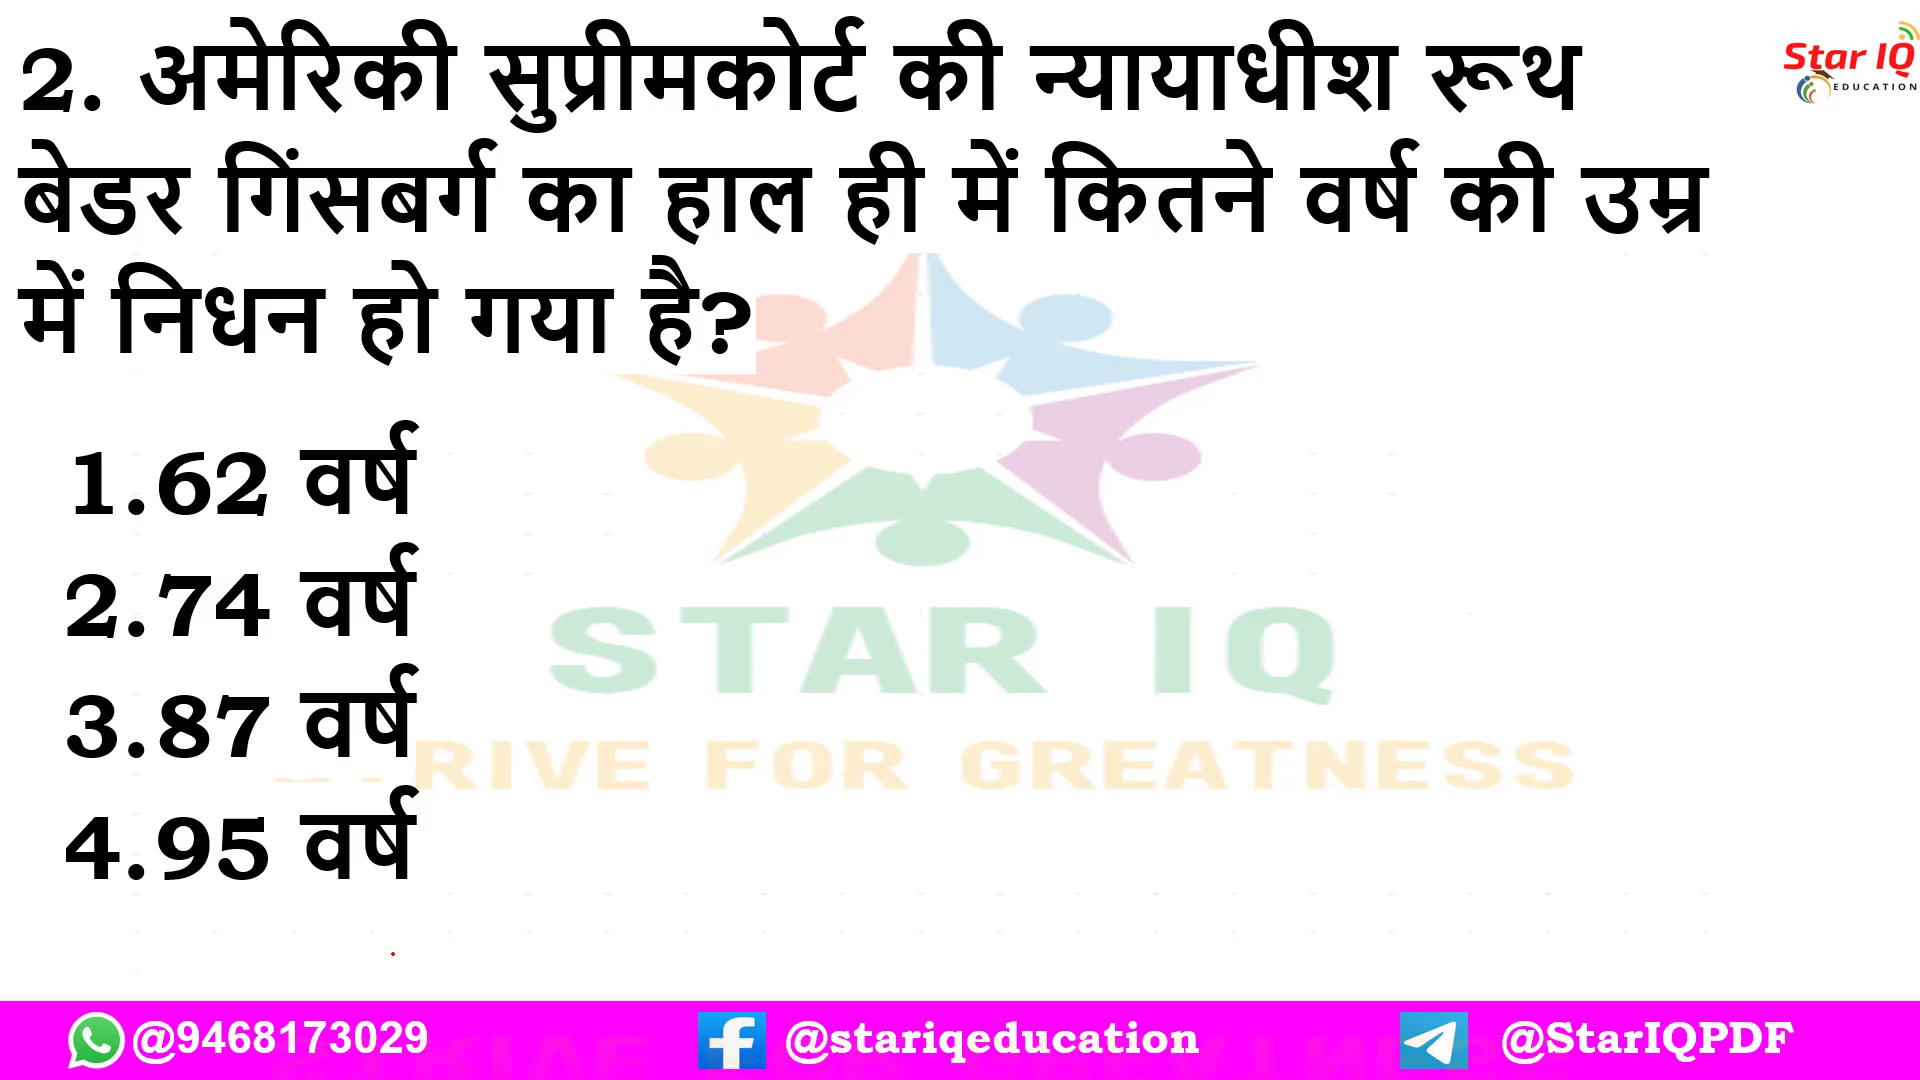 2. अमेरिकी सुप्रीमकोर्ट की न्यायाधीश रूथ
बेडर गिंसबर्ग का हाल ही में कितने वर्ष की उम्र
में निधन हो गया है?
Star IQ
EDUCATION
1.62 वर्ष
2.74 वर्ष
3.87 वर्ष
4.95 वर्ष
STAR IQ
RIVE FOR GREATNESS
@9468173029
@stariqeducation
@StarIQPDF